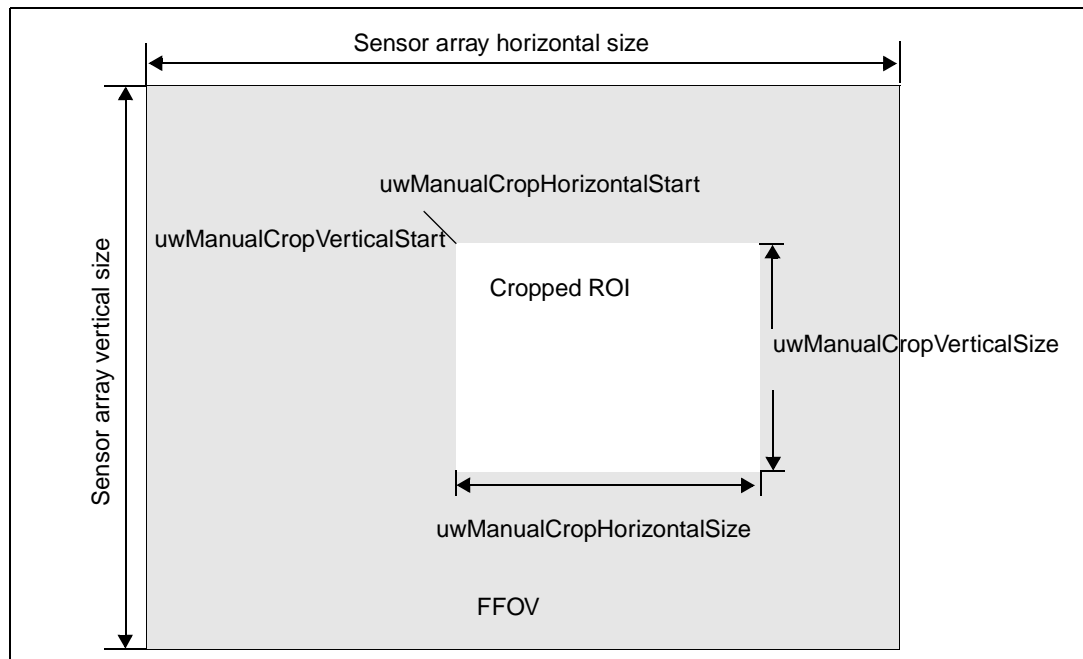 Sensor array horizontal size
uwManualCropHorizontalStart
uwManualCropVerticalStart
Sensor array vertical size
Cropped ROI
uwManualCropVerticalSize
uwManualCropHorizontalSize
FFOV